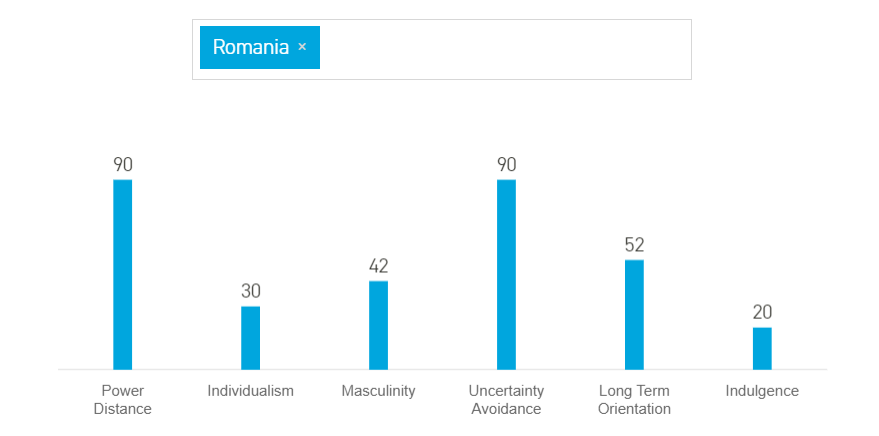 Romania ×
90
30
42
90
52
20
Power
Distance
Individualism
Masculinity
Uncertainty
Avoidance
Long Term
Orientation
Indulgence